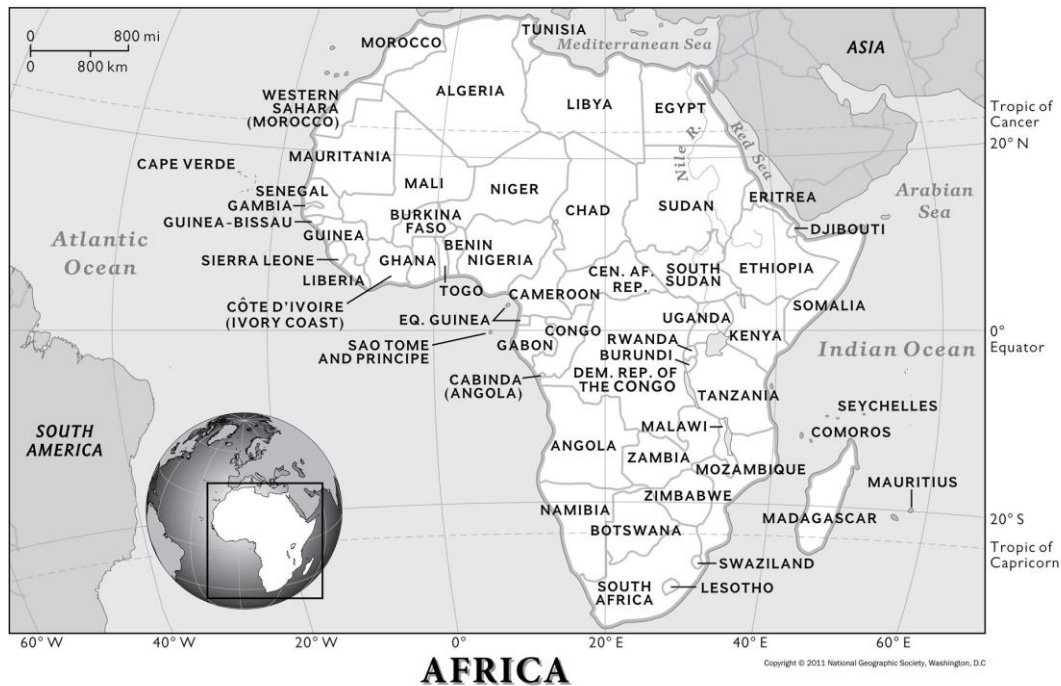 0 800 mi
0 800 km
MOROCCO
TUNISIA
Mediterranean Sea
ASIA
ALGERIA
LIBYA
EGYPT
WESTERN
SAHARA
(MOROCCO)
Tropic of
Cancer
20° N
Nile R.
Red Sea
CAPE VERDE
MAURITANIA
MALI
NIGER
CHAD
SUDAN
ERITREA
Arabian
Sea
SENEGAL
GAMBIA
GUINEA-BISSAU
GUINEA
BURKINA
FASO
DJIBOUTI
Atlantic
Ocean
SIERRA LEONE
LIBERIA
GHANA
BENIN
NIGERIA
CEN. AF.
REP.
SOUTH
SUDAN
ETHIOPIA
CÔTE D'IVOIRE
(IVORY COAST)
TOGO
CAMEROON
SOMALIA
EQ. GUINEA
UGANDA
KENYA
0°
Equator
SAO TOME
AND PRINCIPE
GABON
CONGO
RWANDA
BURUNDI
Indian Ocean
CABINDA
(ANGOLA)
DEM. REP. OF
THE CONGO
TANZANIA
SEYCHELLES
SOUTH
AMERICA
ANGOLA
MALAWI
COMOROS
ZAMBIA
MOZAMBIQUE
MAURITIUS
NAMIBIA
ZIMBABWE
MADAGASCAR
20° S
BOTSWANA
Tropic of
Capricorn
SWAZILAND
SOUTH
AFRICA
LESOTHO
60° W
40° W
20° W
0°
20° E
40° E
60° E
AFRICA
Copyright © 2011 National Geographic Society, Washington, D.C